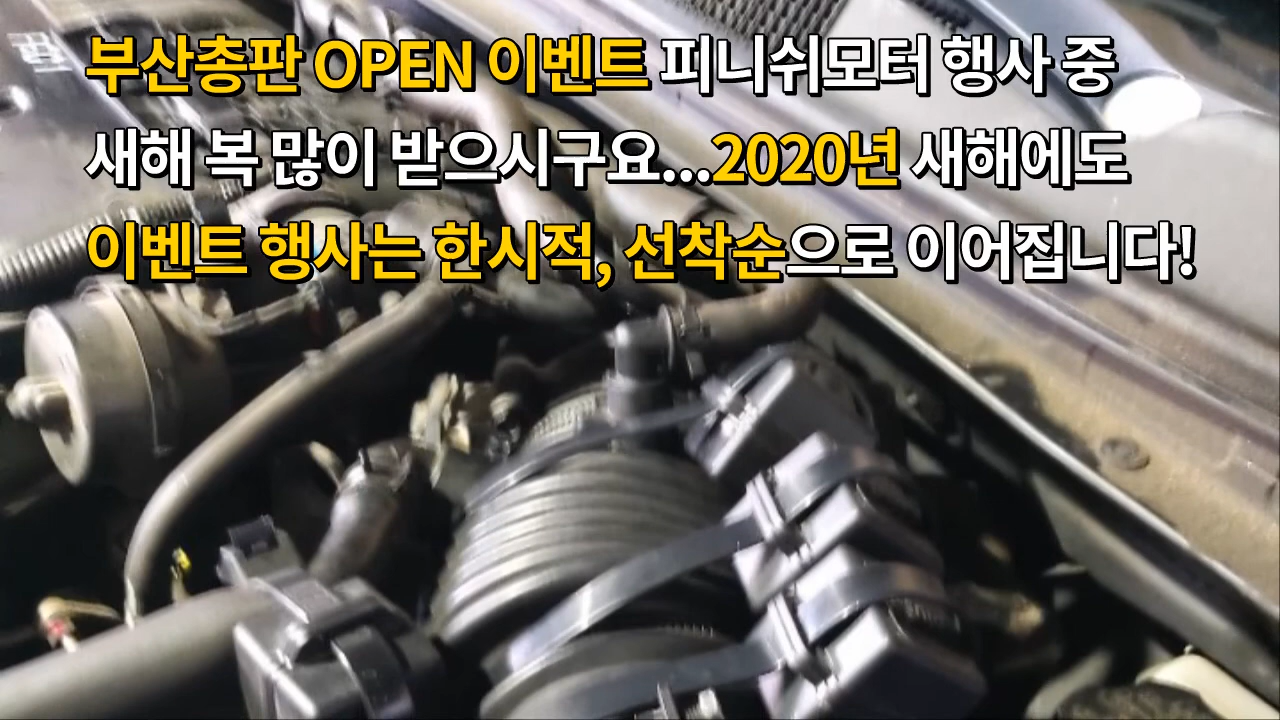 부산총판 OPEN 이벤트 피니쉬모터 행사 중
새해 복 많이 받으시구요...2020년 새해에도
이벤트 행사는 한시적, 선착순으로 이어집니다!